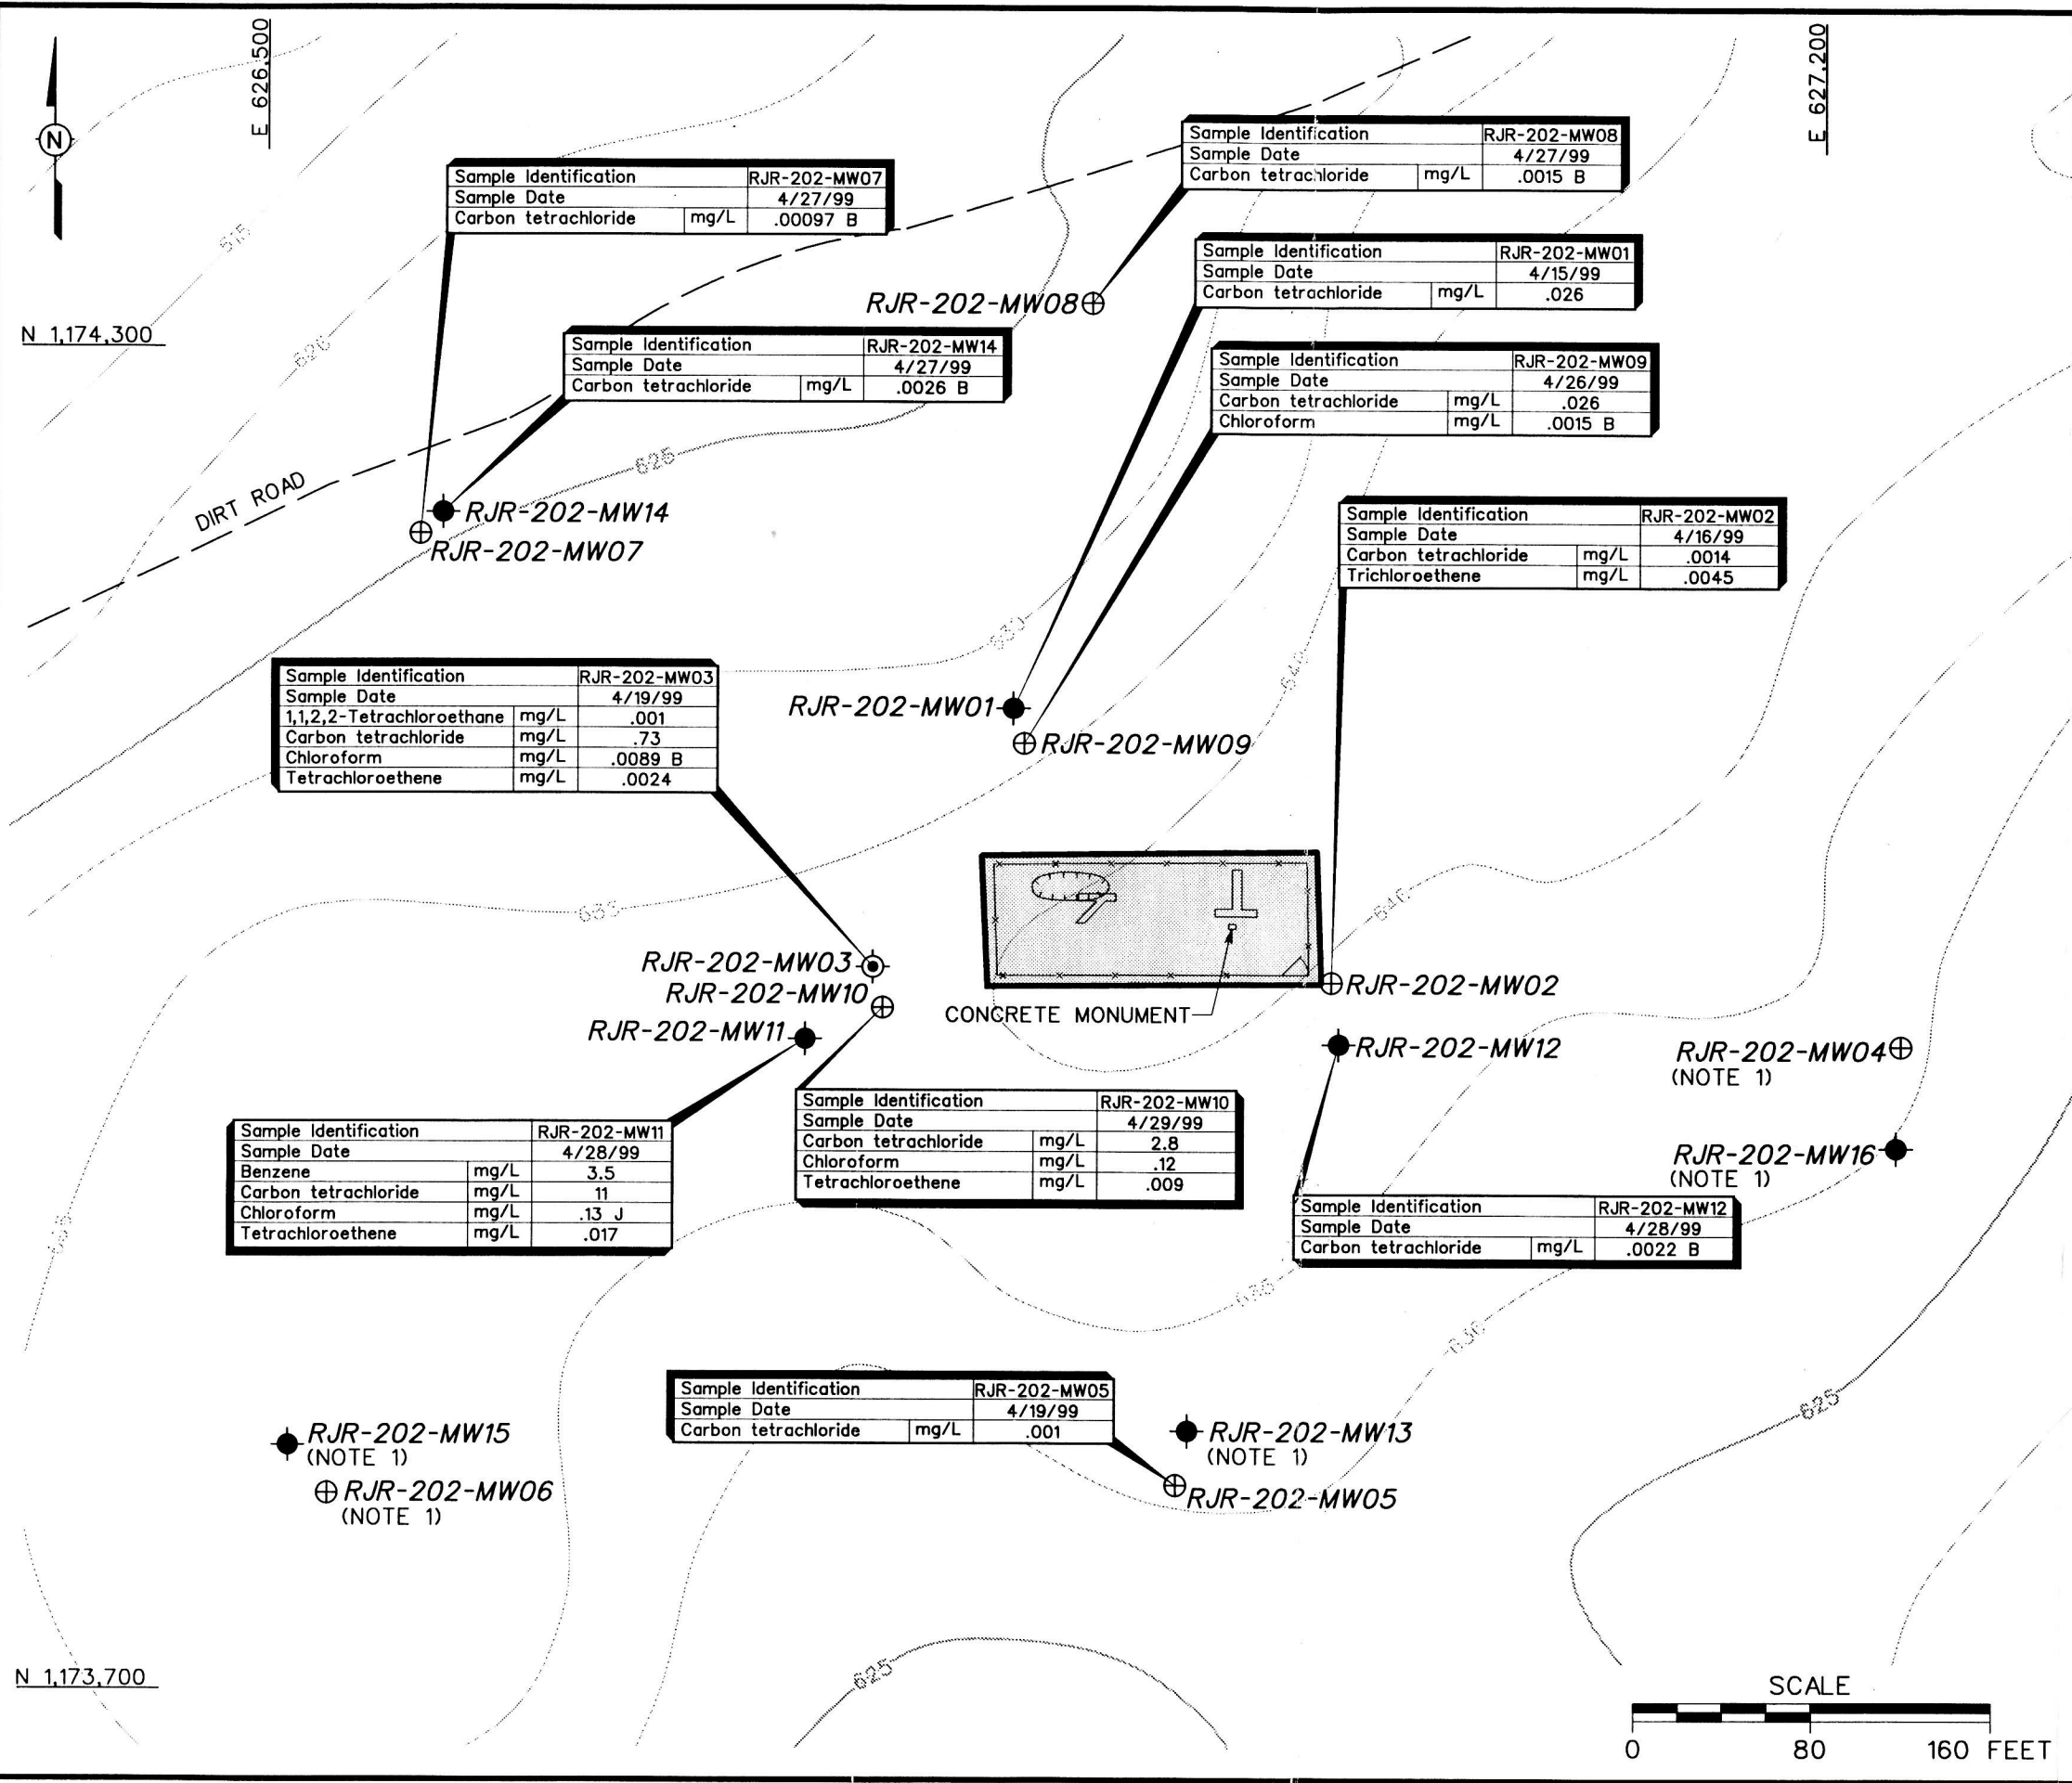 E 626,500
E 627,200
N
Sample Identification RJR-202-MW08
Sample Date 4/27/99
Carbon tetrachloride mg/L .0015 B
Sample Identification RJR-202-MW07
Sample Date 4/27/99
Carbon tetrachloride mg/L .00097 B
515
Sample Identification RJR-202-MW01
Sample Date 4/15/99
Carbon tetrachloride mg/L .026
RJR-202-MW08
N 1,174,300
626
Sample Identification RJR-202-MW14
Sample Date 4/27/99
Carbon tetrachloride mg/L .0026 B
Sample Identification RJR-202-MW09
Sample Date 4/26/99
Carbon tetrachloride mg/L .026
Chloroform mg/L .0015 B
625
DIRT ROAD
RJR-202-MW14
RJR-202-MW07
Sample Identification RJR-202-MW02
Sample Date 4/16/99
Carbon tetrachloride mg/L .0014
Trichloroethene mg/L .0045
630
640
Sample Identification RJR-202-MW03
Sample Date 4/19/99
1,1,2,2-Tetrachloroethane mg/L .001
Carbon tetrachloride mg/L .73
Chloroform mg/L .0089 B
Tetrachloroethene mg/L .0024
RJR-202-MW01
RJR-202-MW09
635
640
RJR-202-MW03
RJR-202-MW10
RJR-202-MW02
CONCRETE MONUMENT
RJR-202-MW11
RJR-202-MW12
RJR-202-MW04
(NOTE 1)
Sample Identification RJR-202-MW10
Sample Date 4/29/99
Carbon tetrachloride mg/L 2.8
Chloroform mg/L .12
Tetrachloroethene mg/L .009
Sample Identification RJR-202-MW11
Sample Date 4/28/99
Benzene mg/L 3.5
Carbon tetrachloride mg/L 11
Chloroform mg/L .13 J
Tetrachloroethene mg/L .017
RJR-202-MW16
(NOTE 1)
Sample Identification RJR-202-MW12
Sample Date 4/28/99
Carbon tetrachloride mg/L .0022 B
Sample Identification RJR-202-MW05
Sample Date 4/19/99
Carbon tetrachloride mg/L .001
625
RJR-202-MW15
(NOTE 1)
RJR-202-MW13
(NOTE 1)
RJR-202-MW06
(NOTE 1)
RJR-202-MW05
625
N 1,173,700
SCALE
0 80 160 FEET